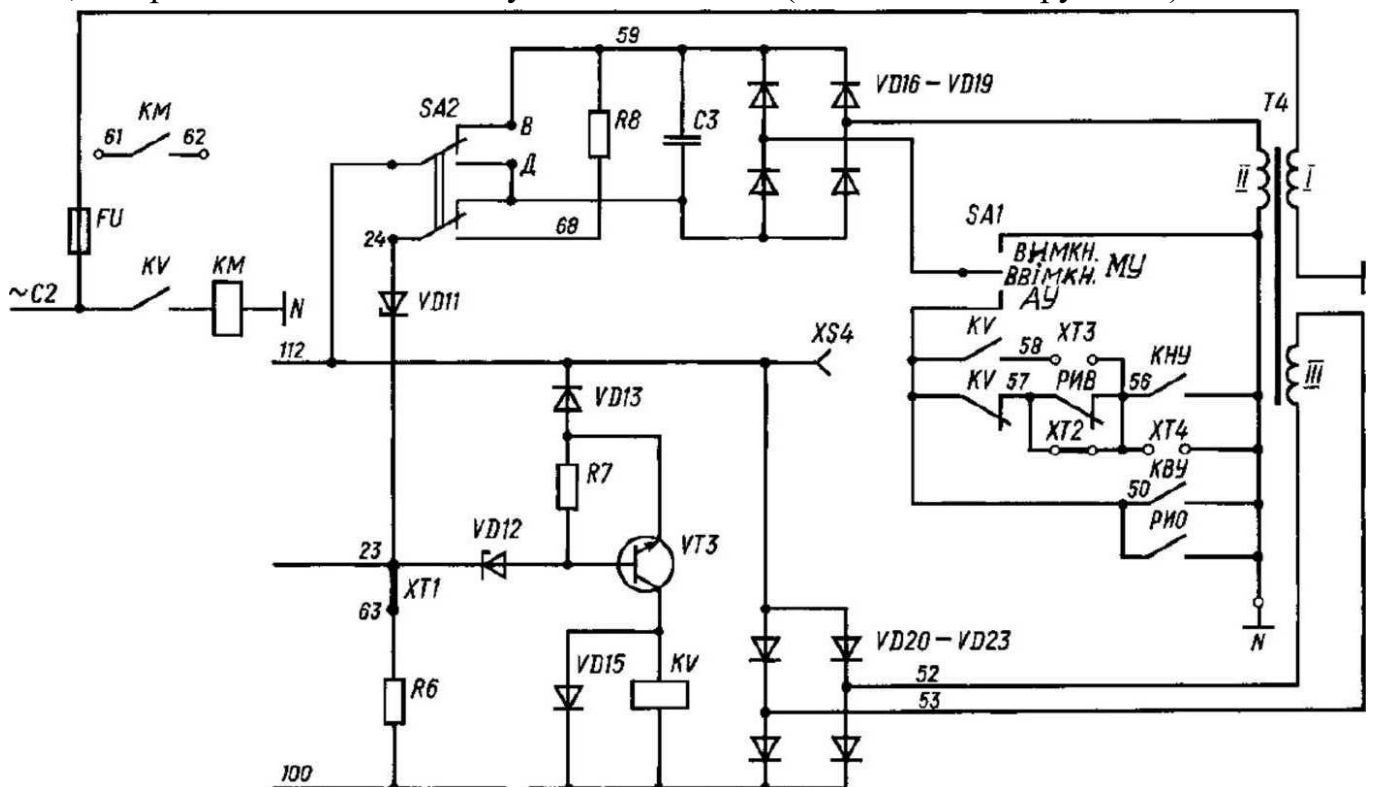 59
VD16 – VD19
T4
KM
SA2
61
62
В
R8
C3
Д
II
I
FU
SA1
24
68
ВИМКН.
ВВІМКН. МУ
АУ
~C2
KV
KM
N
VD11
KV
58
XT3
КНУ
112
XS4
III
KV
57
РИВ
56
VD13
XT2
XT4
R7
КВУ
50
VD12
VT3
РИО
23
XT1
63
VD20 – VD23
N
VD15
KV
52
R6
53
100